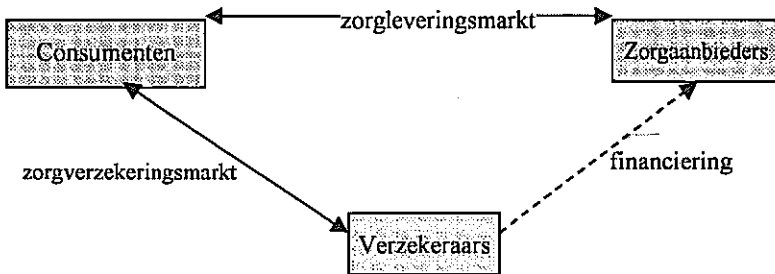 zorgleveringsmarkt
Consumenten
Zorgaanbieders
zorgverzekeringsmarkt
financiering
Verzekeraars